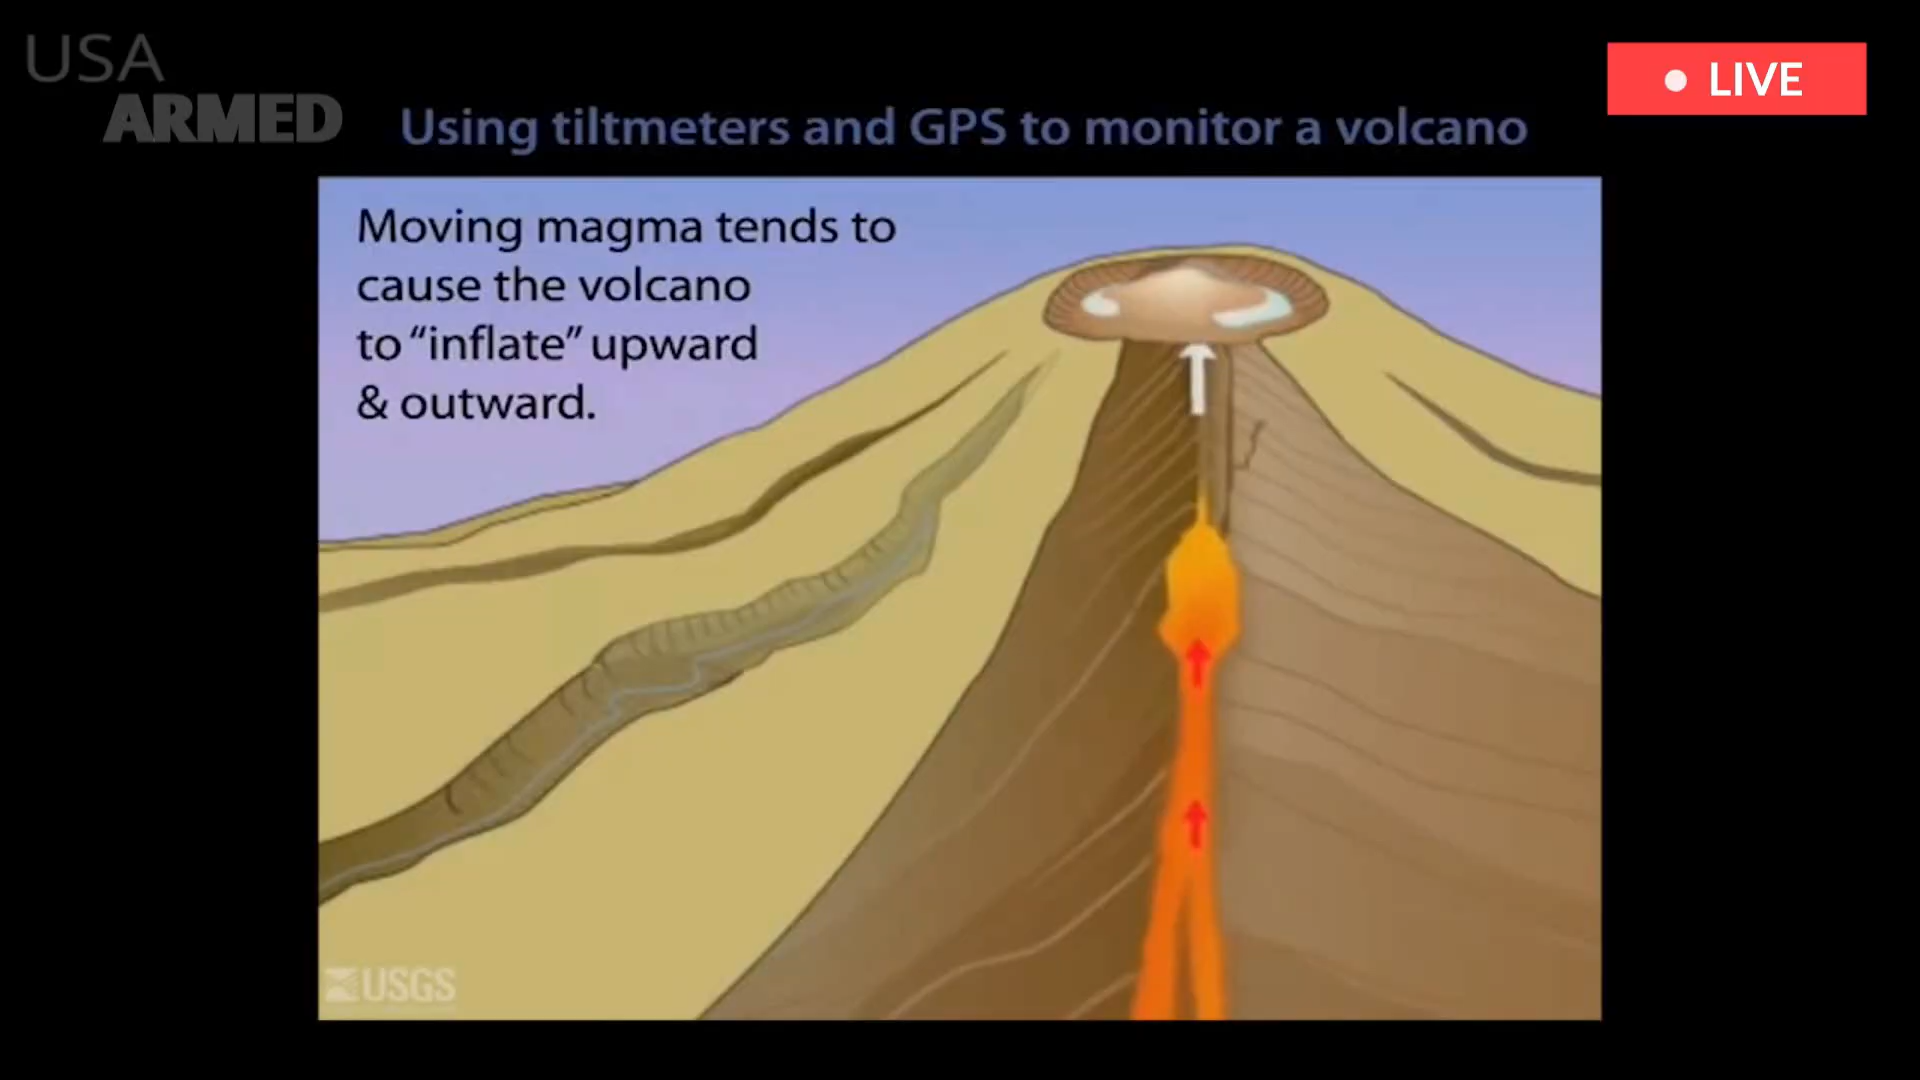 USA
ARMED
LIVE
Using tiltmeters and GPS to monitor a volcano
Moving magma tends to
cause the volcano
to “inflate” upward
& outward.
USGS